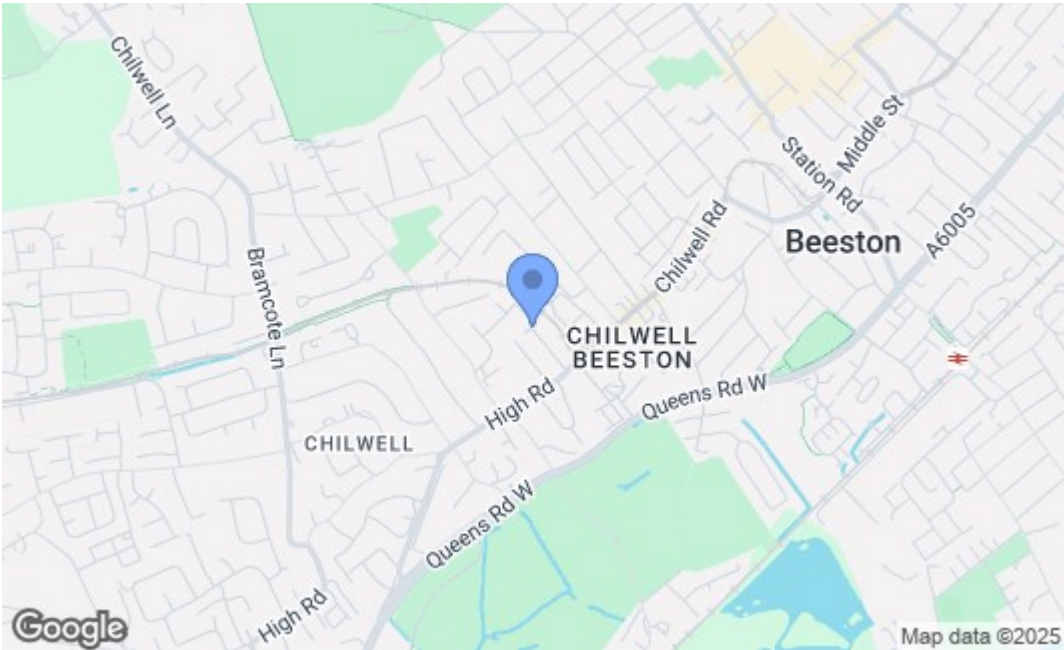 Chilwell Ln
Middle St
Station Rd
Chilwell Rd
A6005
Beeston
Bramcote Ln
CHILWELL
BEESTON
High Rd
Queens Rd W
CHILWELL
Queens Rd W
High Rd
Google
Map data ©2025